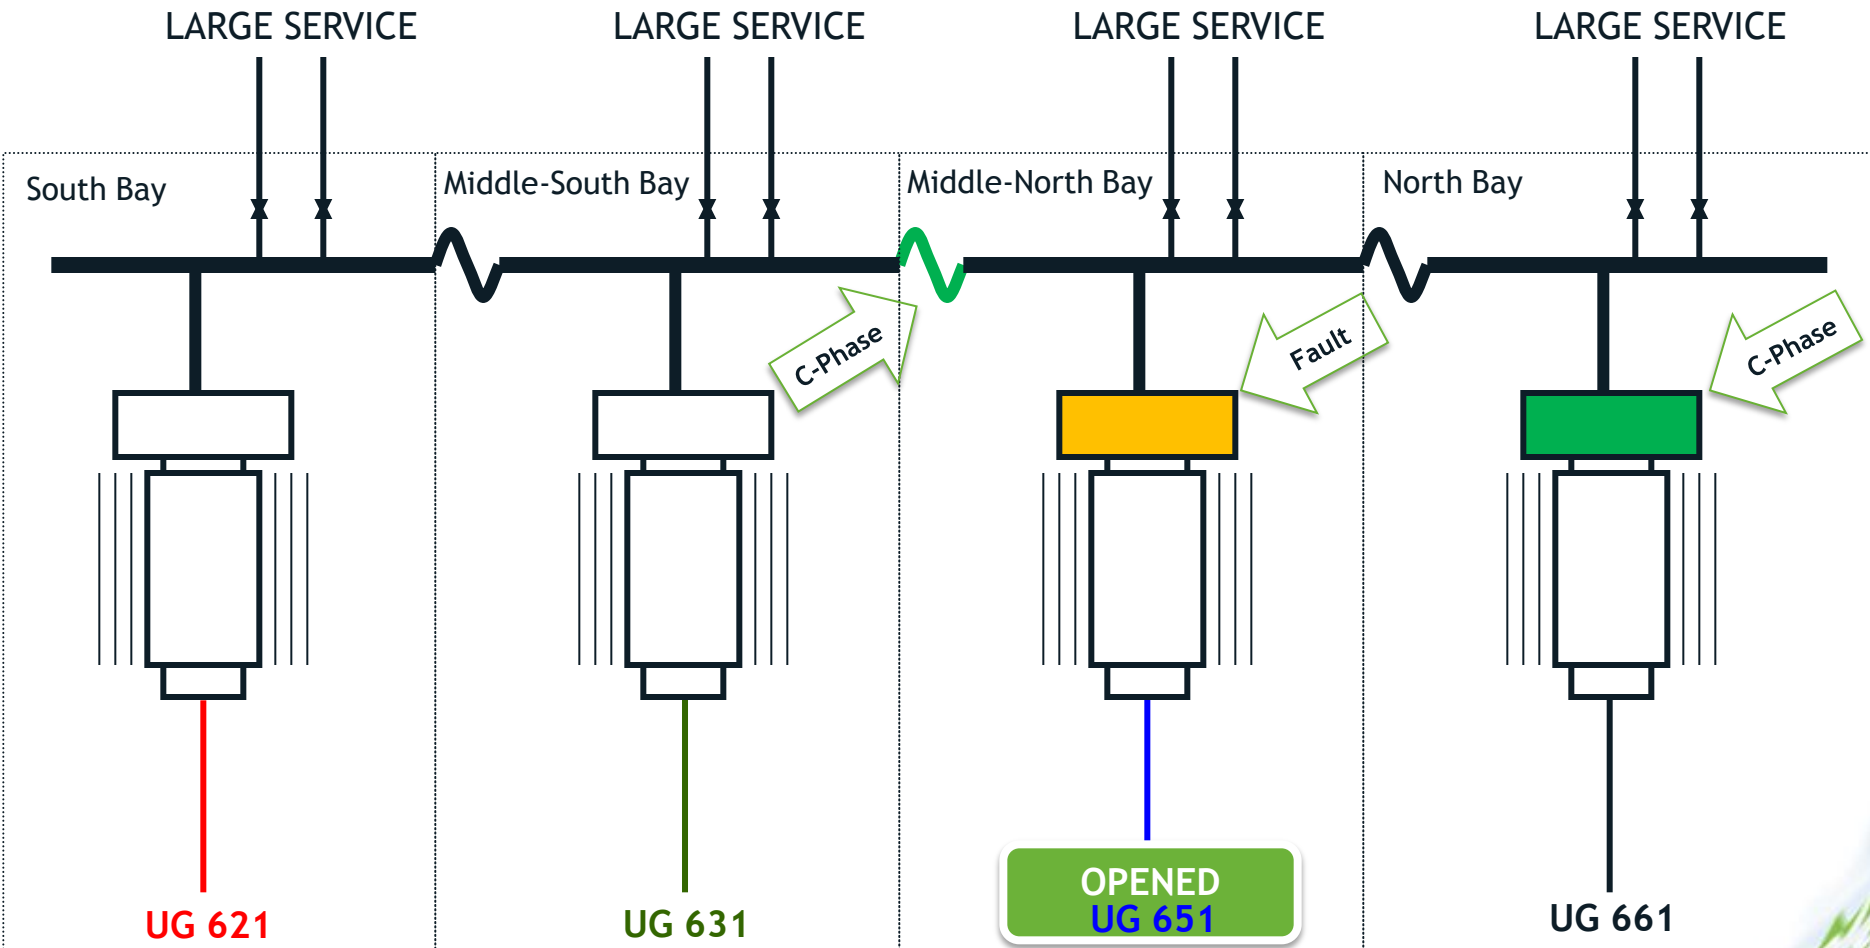 LARGE SERVICE
LARGE SERVICE
LARGE SERVICE
LARGE SERVICE
South Bay
Middle-South Bay
Middle-North Bay
North Bay
C-Phase
Fault
C-Phase
OPENED
UG 621
UG 631
UG 651
UG 661